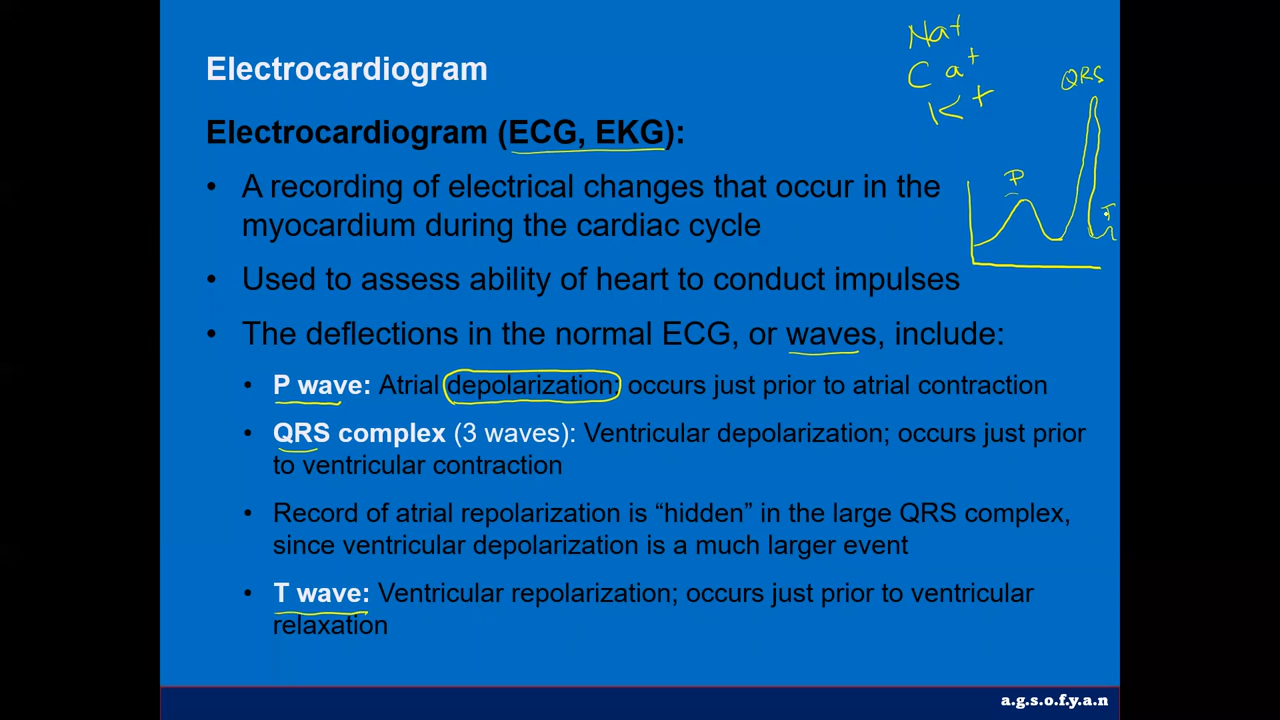 Electrocardiogram
Na+
Ca+
K+
QRS
P
T
Electrocardiogram (ECG, EKG):
• A recording of electrical changes that occur in the
myocardium during the cardiac cycle
• Used to assess ability of heart to conduct impulses
• The deflections in the normal ECG, or waves, include:
• P wave: Atrial depolarization; occurs just prior to atrial contraction
• QRS complex (3 waves): Ventricular depolarization; occurs just prior
to ventricular contraction
• Record of atrial repolarization is “hidden” in the large QRS complex,
since ventricular depolarization is a much larger event
• T wave: Ventricular repolarization; occurs just prior to ventricular
relaxation
a.g.s.o.f.y.a.n